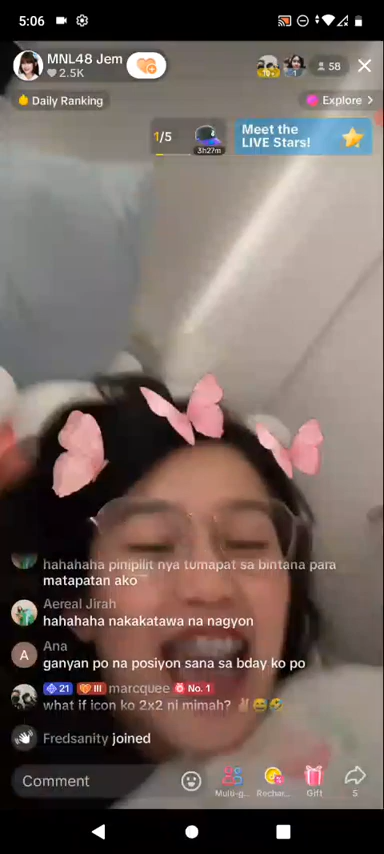 5:06
MNL48 Jem
2.5K
58
Daily Ranking
Explore >
1/5
3h27m
Meet the
LIVE Stars!
hahahaha pinipilit nya tumapat sa bintana para
matapatan ako
Aereal Jirah
hahahaha nakakatawa na nagyon
A
Ana
ganyan po na posiyon sana sa bday ko po
21 III marcquee No. 1
what if icon ko 2x2 ni mimah? ✌😅🤣
Fredsanity joined
Comment
Multi-g... Rechar... Gift 5